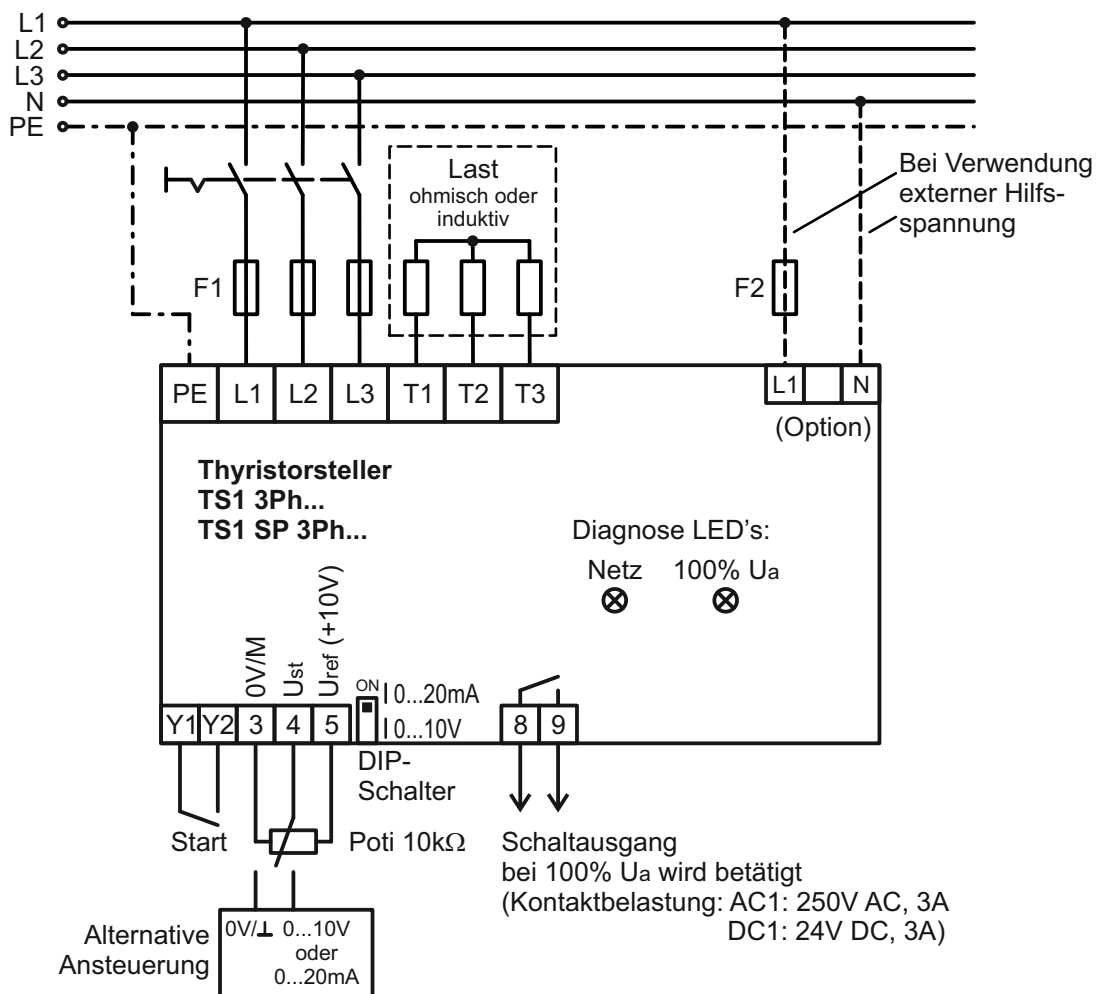 L1
L2
L3
N
PE
Last
ohmisch oder
induktiv
Bei Verwendung
externer Hilfs-
spannung
F1
F2
PE L1 L2 L3 T1 T2 T3
L1 N
(Option)
Thyristorsteller
TS1 3Ph...
TS1 SP 3Ph...
Diagnose LED's:
Netz 100% Ua
0V/M
Ust
Uref (+10V)
ON
0...20mA
0...10V
Y1 Y2 3 4 5
8 9
DIP-
Schalter
Start
Poti 10kΩ
Schaltausgang
bei 100% Ua wird betätigt
(Kontaktbelastung: AC1: 250V AC, 3A
DC1: 24V DC, 3A)
Alternative
Ansteuerung
0V/⊥ 0...10V
oder
0...20mA